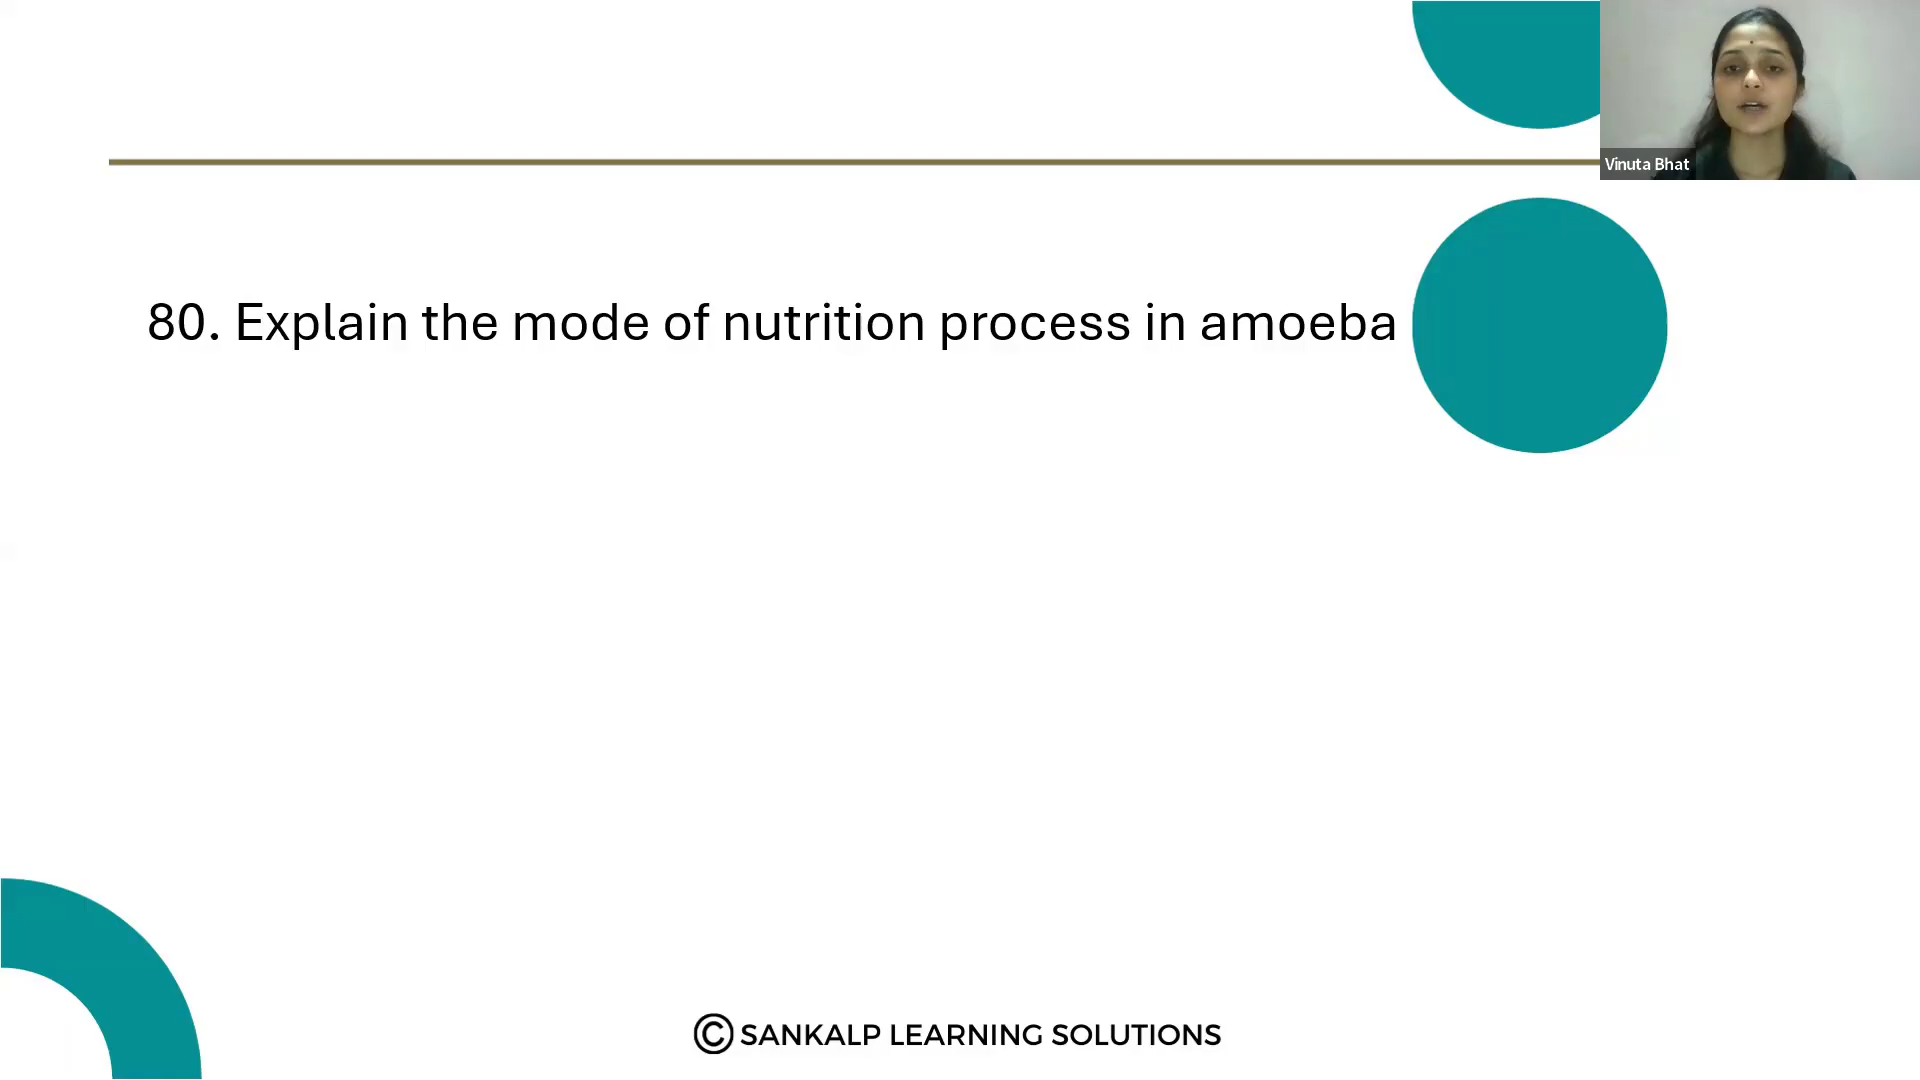 Vinuta Bhat
80. Explain the mode of nutrition process in amoeba
© SANKALP LEARNING SOLUTIONS